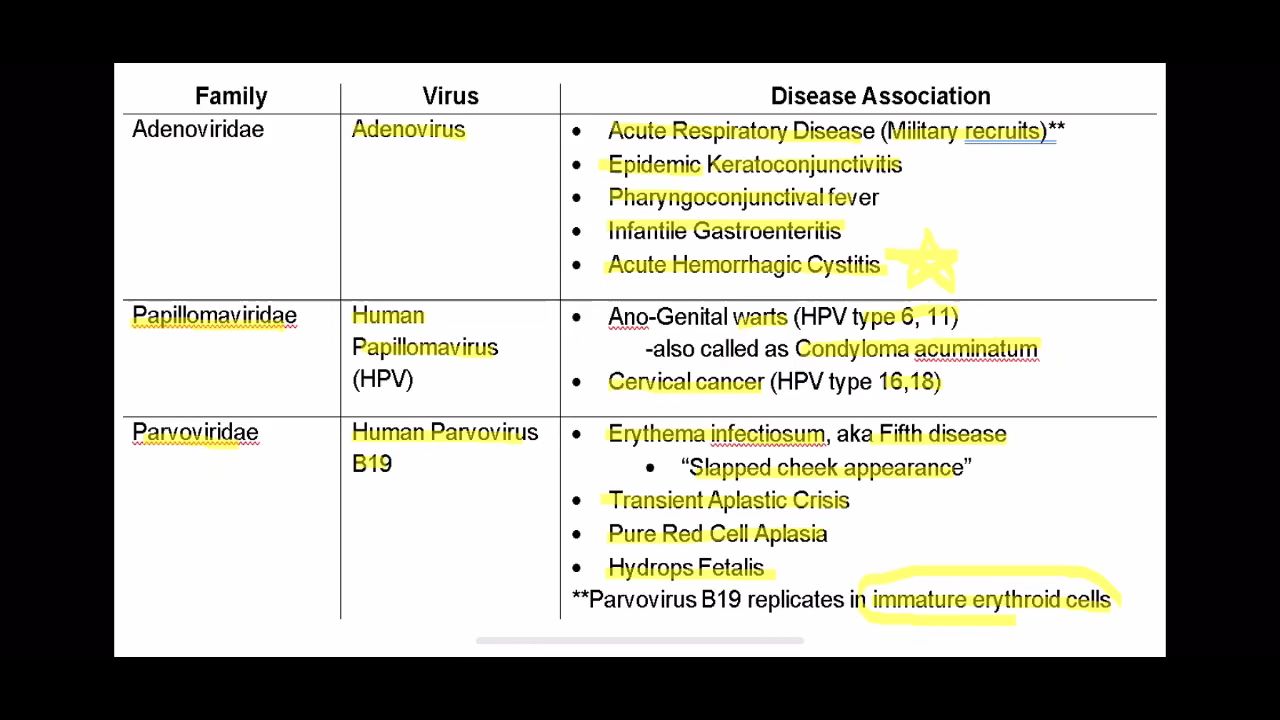 Family Virus Disease Association
Adenoviridae Adenovirus • Acute Respiratory Disease (Military recruits)**
• Epidemic Keratoconjunctivitis
• Pharyngoconjunctival fever
• Infantile Gastroenteritis
• Acute Hemorrhagic Cystitis
Papillomaviridae Human • Ano-Genital warts (HPV type 6, 11)
Papillomavirus -also called as Condyloma acuminatum
(HPV) • Cervical cancer (HPV type 16,18)
Parvoviridae Human Parvovirus • Erythema infectiosum, aka Fifth disease
B19 • “Slapped cheek appearance”
• Transient Aplastic Crisis
• Pure Red Cell Aplasia
• Hydrops Fetalis
**Parvovirus B19 replicates in immature erythroid cells